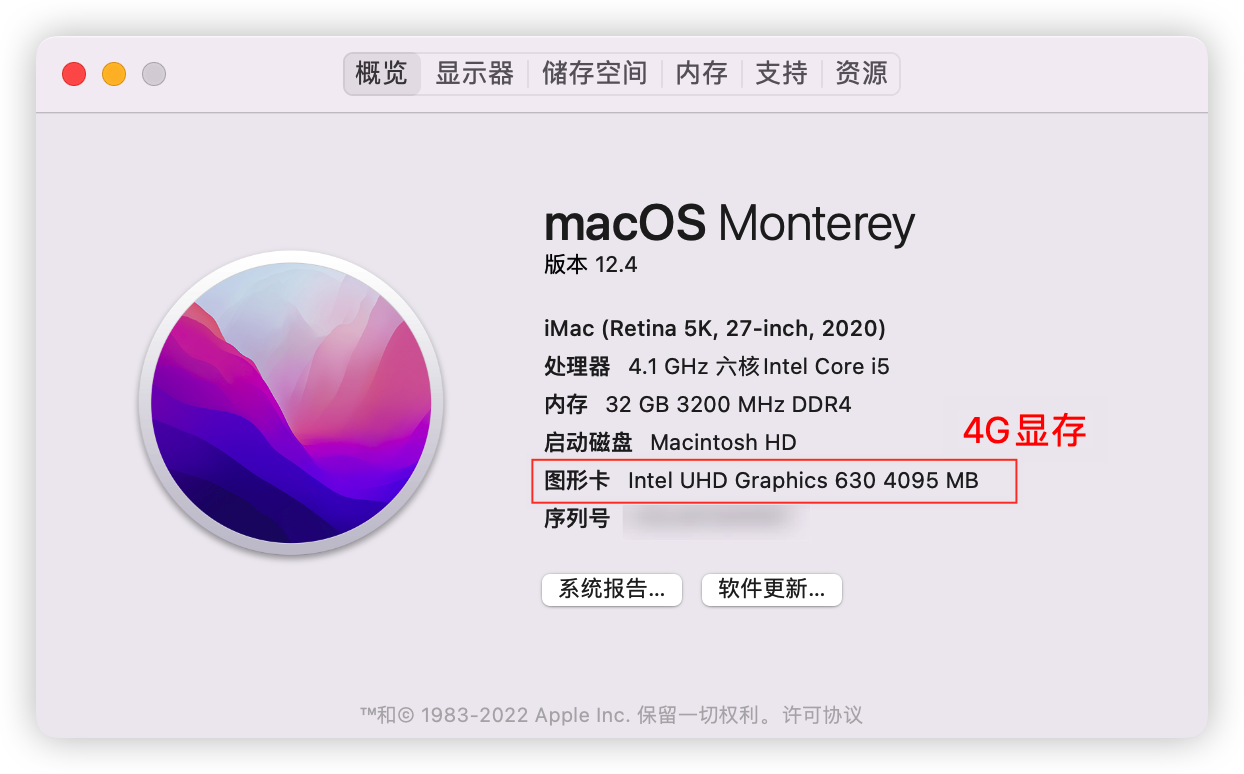 概览 显示器 储存空间 内存 支持 资源
macOS Monterey
版本 12.4
iMac (Retina 5K, 27-inch, 2020)
处理器 4.1 GHz 六核Intel Core i5
内存 32 GB 3200 MHz DDR4
4G显存
启动磁盘 Macintosh HD
图形卡 Intel UHD Graphics 630 4095 MB
序列号
系统报告... 软件更新...
™和© 1983-2022 Apple Inc. 保留一切权利。许可协议